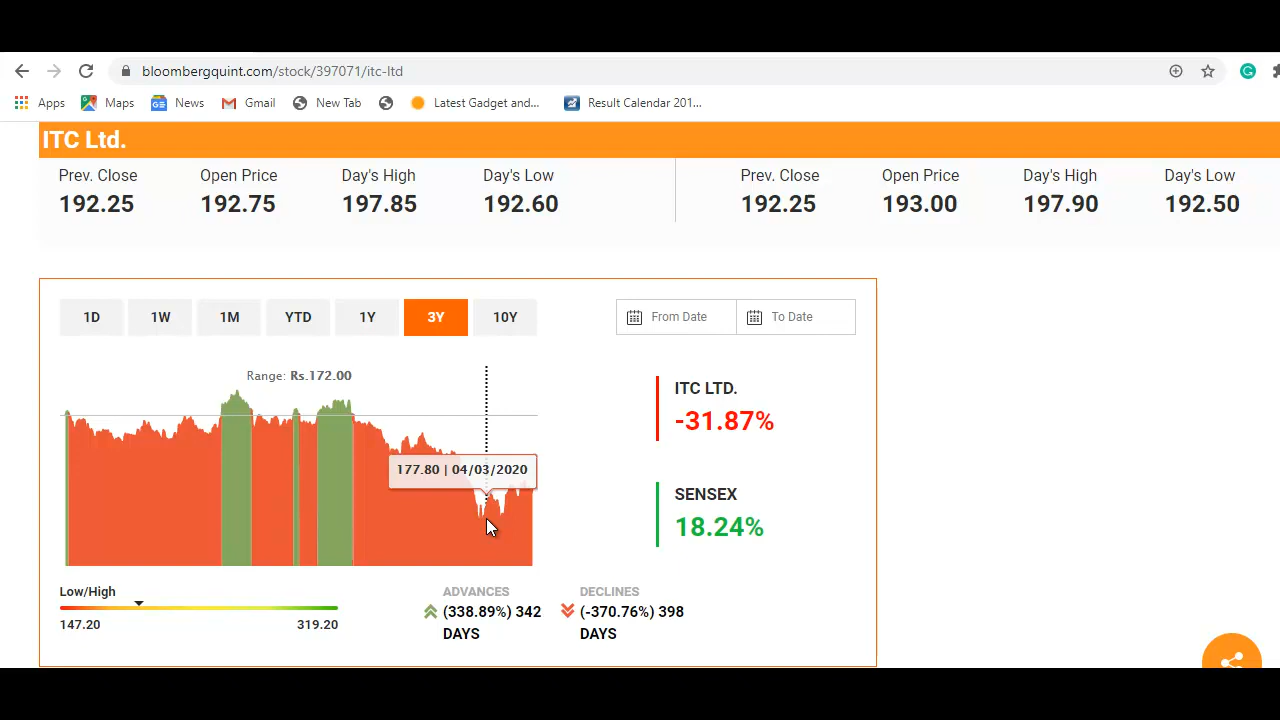 bloombergquint.com/stock/397071/itc-ltd
Apps Maps News Gmail New Tab Latest Gadget and... Result Calendar 201...
ITC Ltd.
Prev. Close Open Price Day's High Day's Low Prev. Close Open Price Day's High Day's Low
192.25 192.75 197.85 192.60 192.25 193.00 197.90 192.50
1D 1W 1M YTD 1Y 3Y 10Y From Date To Date
Range: Rs.172.00
ITC LTD.
-31.87%
177.80 | 04/03/2020
SENSEX
18.24%
Low/High
147.20 319.20
ADVANCES
(338.89%) 342
DAYS
DECLINES
(-370.76%) 398
DAYS